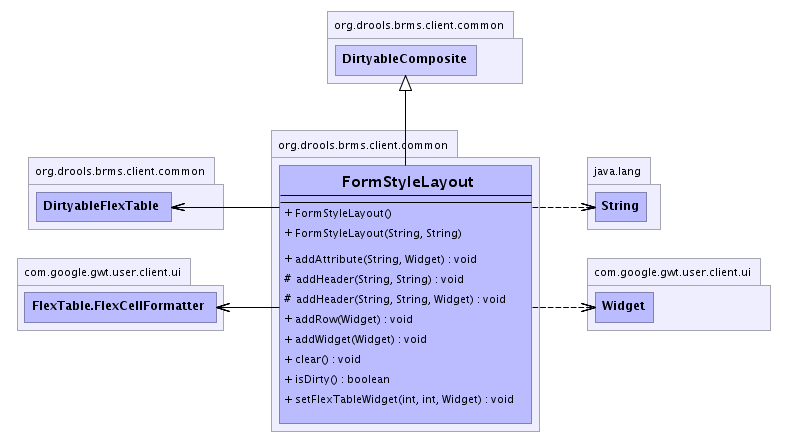 org.drools.brms.client.common
DirtyableComposite
org.drools.brms.client.common
FormStyleLayout
+ FormStyleLayout()
+ FormStyleLayout(String, String)
+ addAttribute(String, Widget) : void
# addHeader(String, String) : void
# addHeader(String, String, Widget) : void
+ addRow(Widget) : void
+ addWidget(Widget) : void
+ clear() : void
+ isDirty() : boolean
+ setFlexTableWidget(int, int, Widget) : void
org.drools.brms.client.common
DirtyableFlexTable
com.google.gwt.user.client.ui
FlexTable.FlexCellFormatter
java.lang
String
com.google.gwt.user.client.ui
Widget